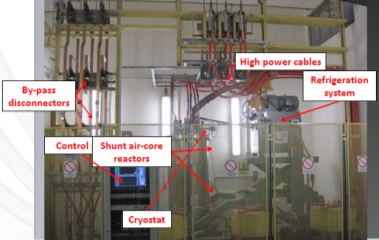 High power cables
Refrigeration
system
By-pass
disconnectors
Control
Shunt air-core
reactors
Cryostat